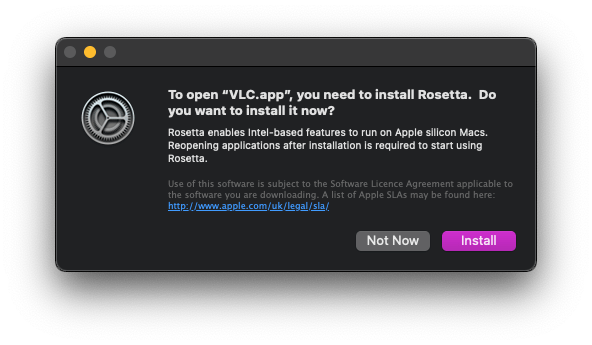 To open “VLC.app”, you need to install Rosetta.  Do
you want to install it now?
Rosetta enables Intel-based features to run on Apple silicon Macs.
Reopening applications after installation is required to start using
Rosetta.
Use of this software is subject to the Software Licence Agreement applicable to
the software you are downloading. A list of Apple SLAs may be found here:
http://www.apple.com/uk/legal/sla/
Not Now
Install